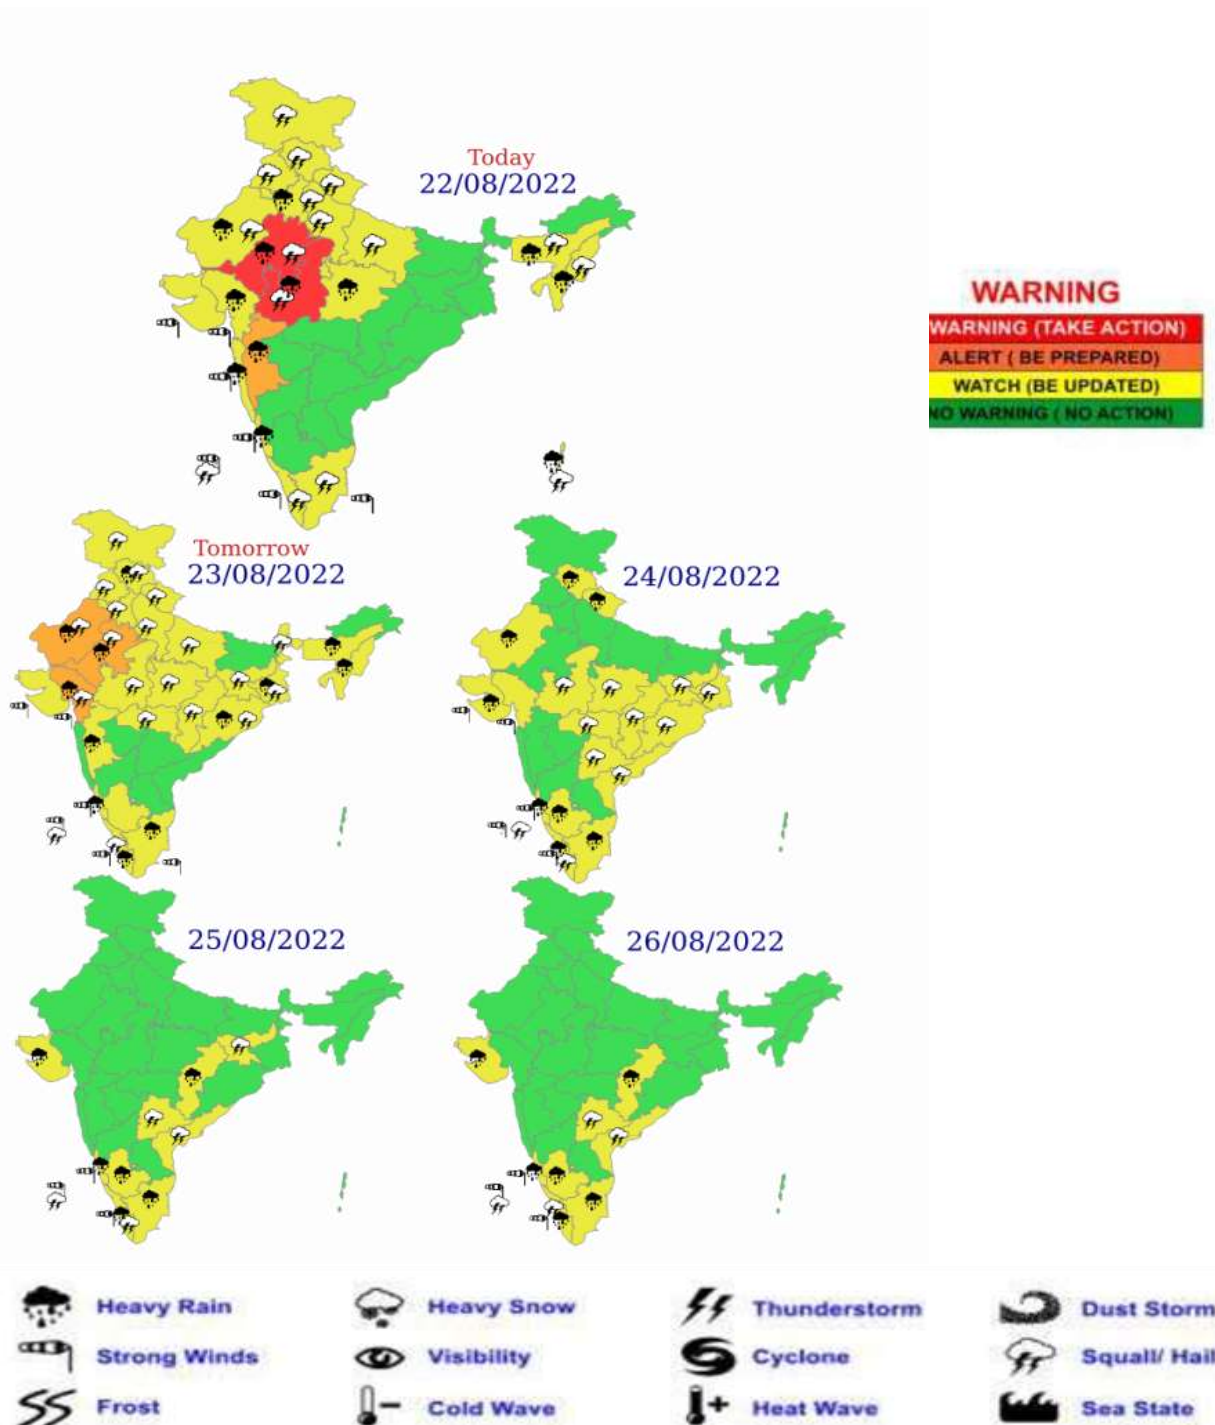 Today
22/08/2022
WARNING
WARNING (TAKE ACTION)
ALERT ( BE PREPARED)
WATCH (BE UPDATED)
NO WARNING ( NO ACTION)
Tomorrow
23/08/2022
24/08/2022
25/08/2022
26/08/2022
Heavy Rain
Heavy Snow
Thunderstorm
Dust Storm
Strong Winds
Visibility
Cyclone
Squall/ Hail
Frost
Cold Wave
Heat Wave
Sea State